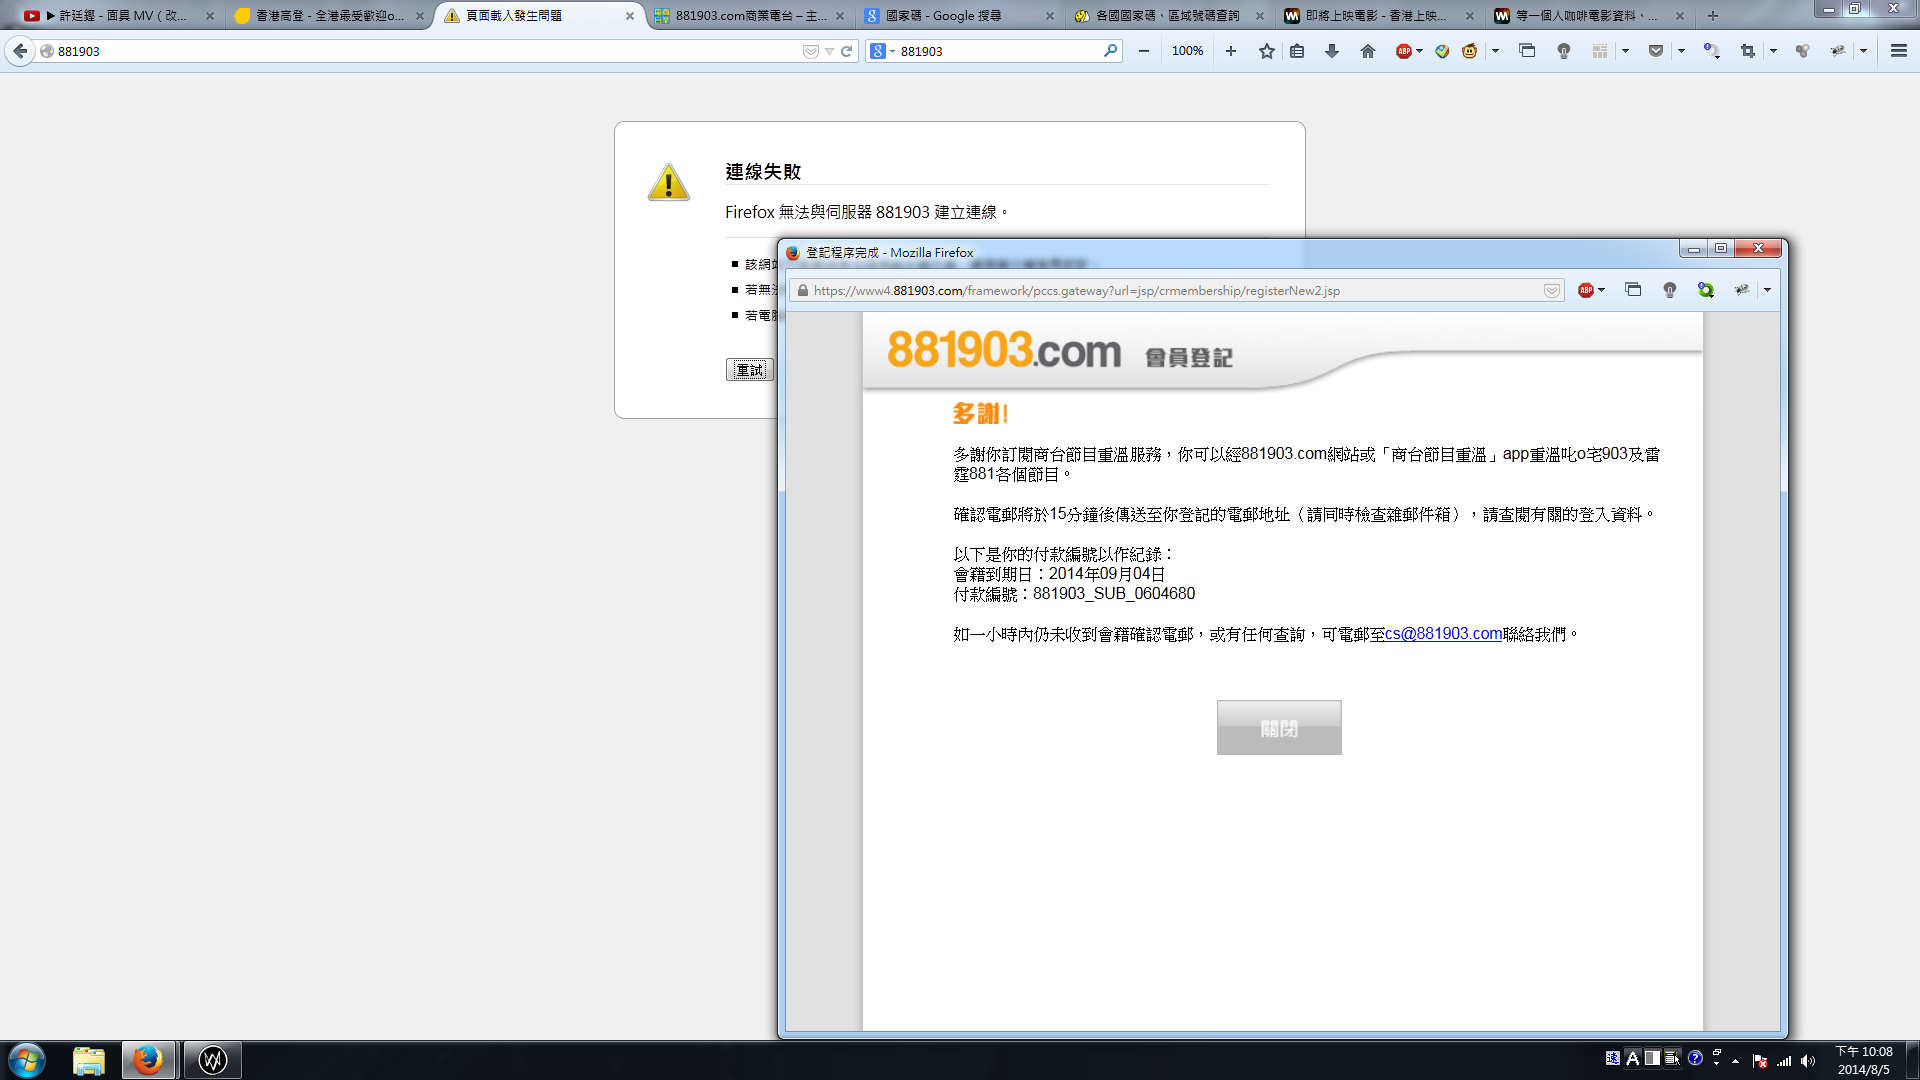 ▶ 許廷鏗 - 面具 MV（改...
香港高登 - 全港最受歡迎o...
頁面載入發生問題
881903.com商業電台 – 主...
國家碼 - Google 搜尋
各國國家碼、區域號碼查詢
即將上映電影 - 香港上映...
等一個人咖啡電影資料、...
881903
881903
100%
連線失敗
Firefox 無法與伺服器 881903 建立連線。
該網站
若無法
若電腦
重試
登記程序完成 - Mozilla Firefox
https://www4.881903.com/framework/pccs.gateway?url=jsp/crmembership/registerNew2.jsp
881903.com 會員登記
多謝!
多謝你訂閱商台節目重溫服務，你可以經881903.com網站或「商台節目重溫」app重溫叱o宅903及雷
霆881各個節目。
確認電郵將於15分鐘後傳送至你登記的電郵地址（請同時檢查雜郵件箱），請查閱有關的登入資料。
以下是你的付款編號以作紀錄：
會籍到期日：2014年09月04日
付款編號：881903_SUB_0604680
如一小時內仍未收到會籍確認電郵，或有任何查詢，可電郵至cs@881903.com聯絡我們。
關閉
速 A
下午 10:08
2014/8/5